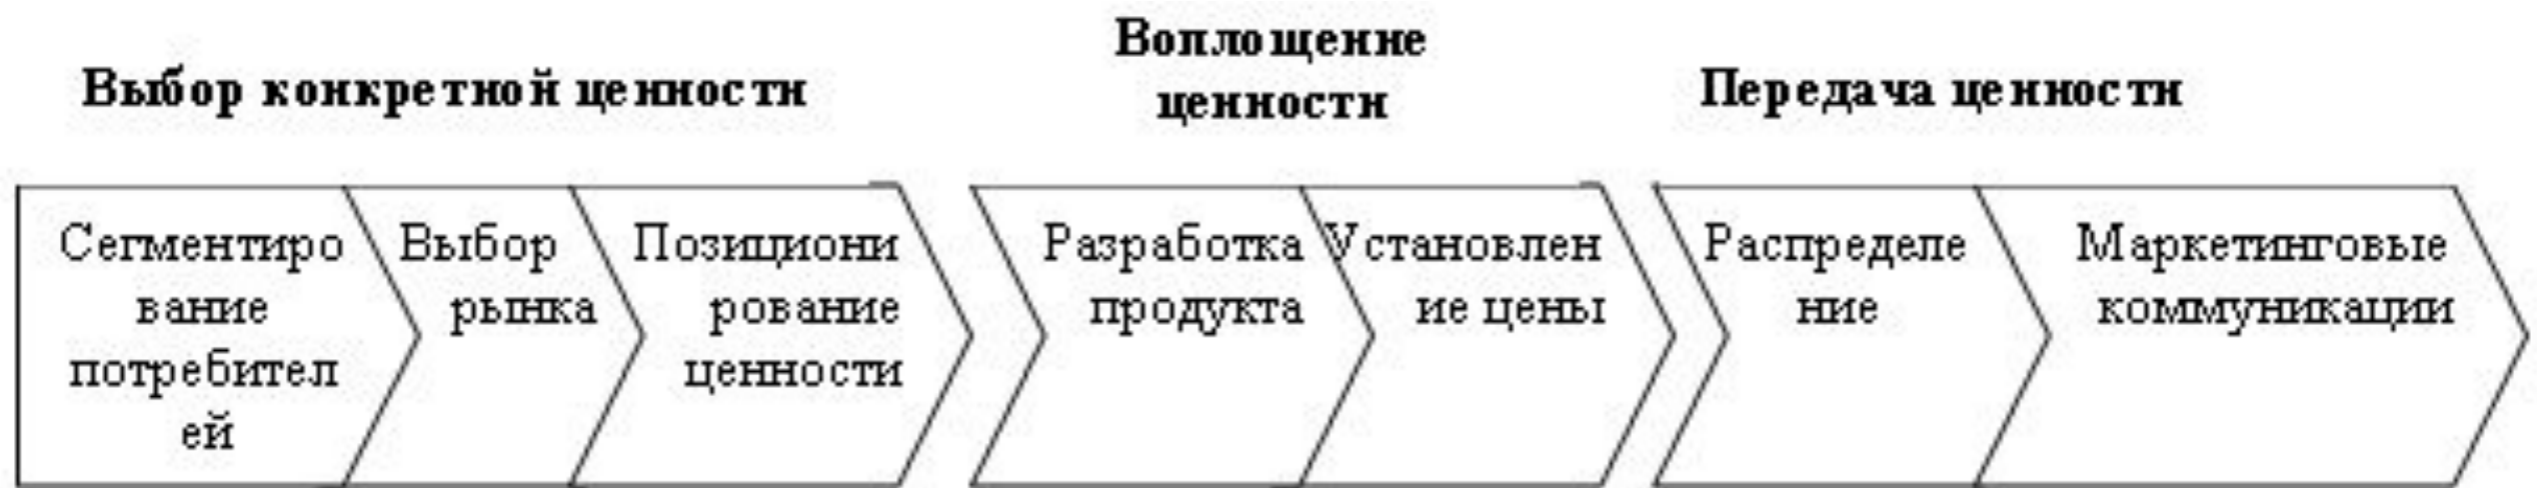 Выбор конкретной ценности
Воплощение
ценности
Передача ценности
Сегментиро
вание
потребител
ей
Выбор
рынка
Позициони
рование
ценности
Разработка
продукта
Установлен
ие цены
Распределе
ние
Маркетинговые
коммуникации